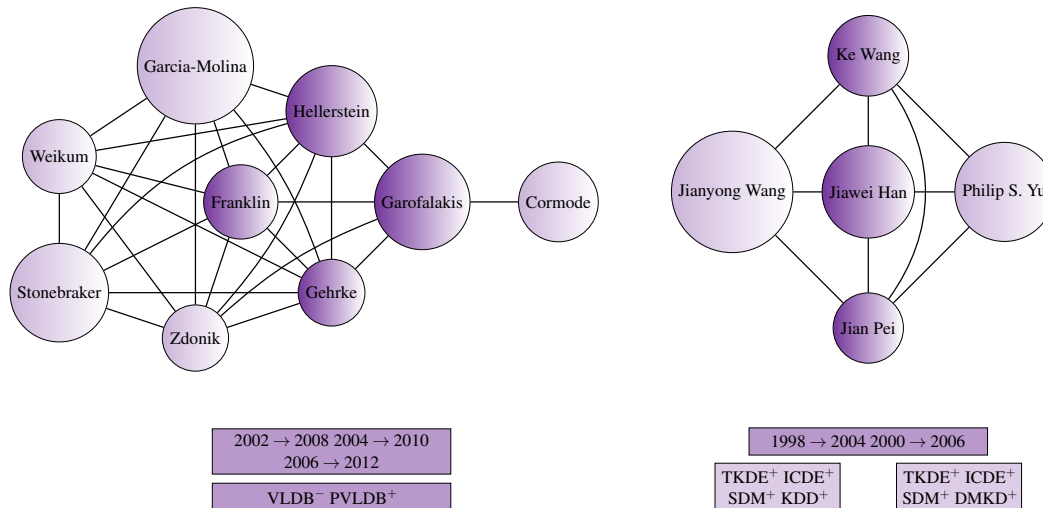 Garcia-Molina
Hellerstein
Weikum
Franklin
Garofalakis
Cormode
Stonebraker
Gehrke
Zdonik
2002 → 2008 2004 → 2010
2006 → 2012
VLDB⁻ PVLDB⁺
Ke Wang
Jianyong Wang
Jiawei Han
Philip S. Yu
Jian Pei
1998 → 2004 2000 → 2006
TKDE⁺ ICDE⁺
SDM⁺ KDD⁺
TKDE⁺ ICDE⁺
SDM⁺ DMKD⁺